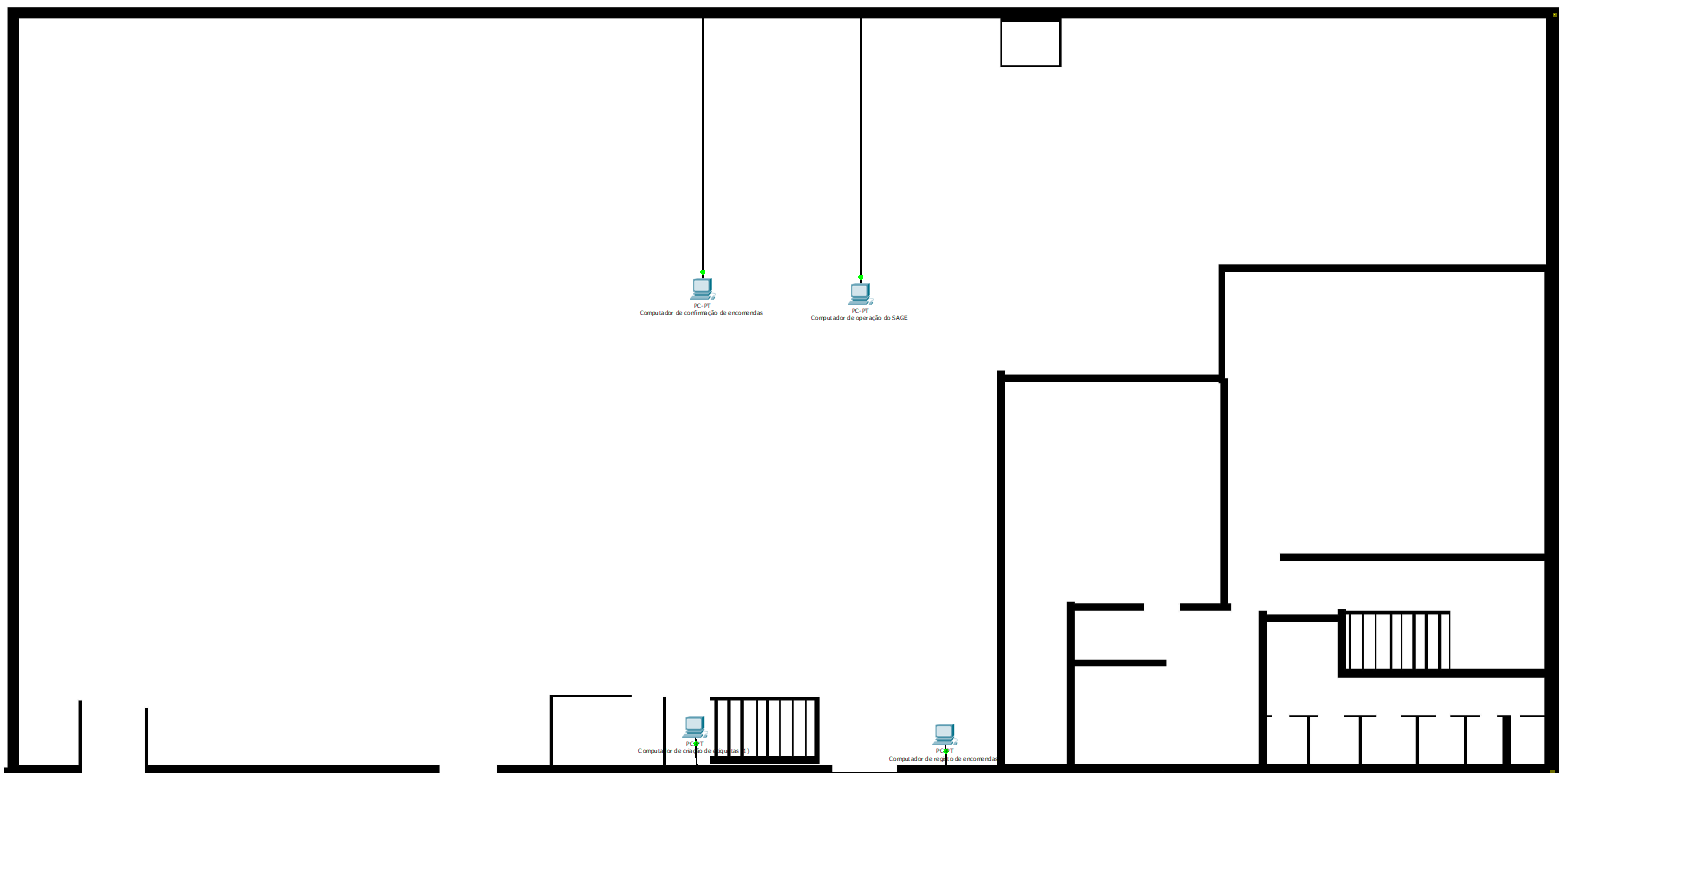 PC-PT
Computador de confirmação de encomendas
PC-PT
Computador de operação do SAGE
PC-PT
Computador de criação de etiquetas
PC-PT
Computador de registo de encomendas